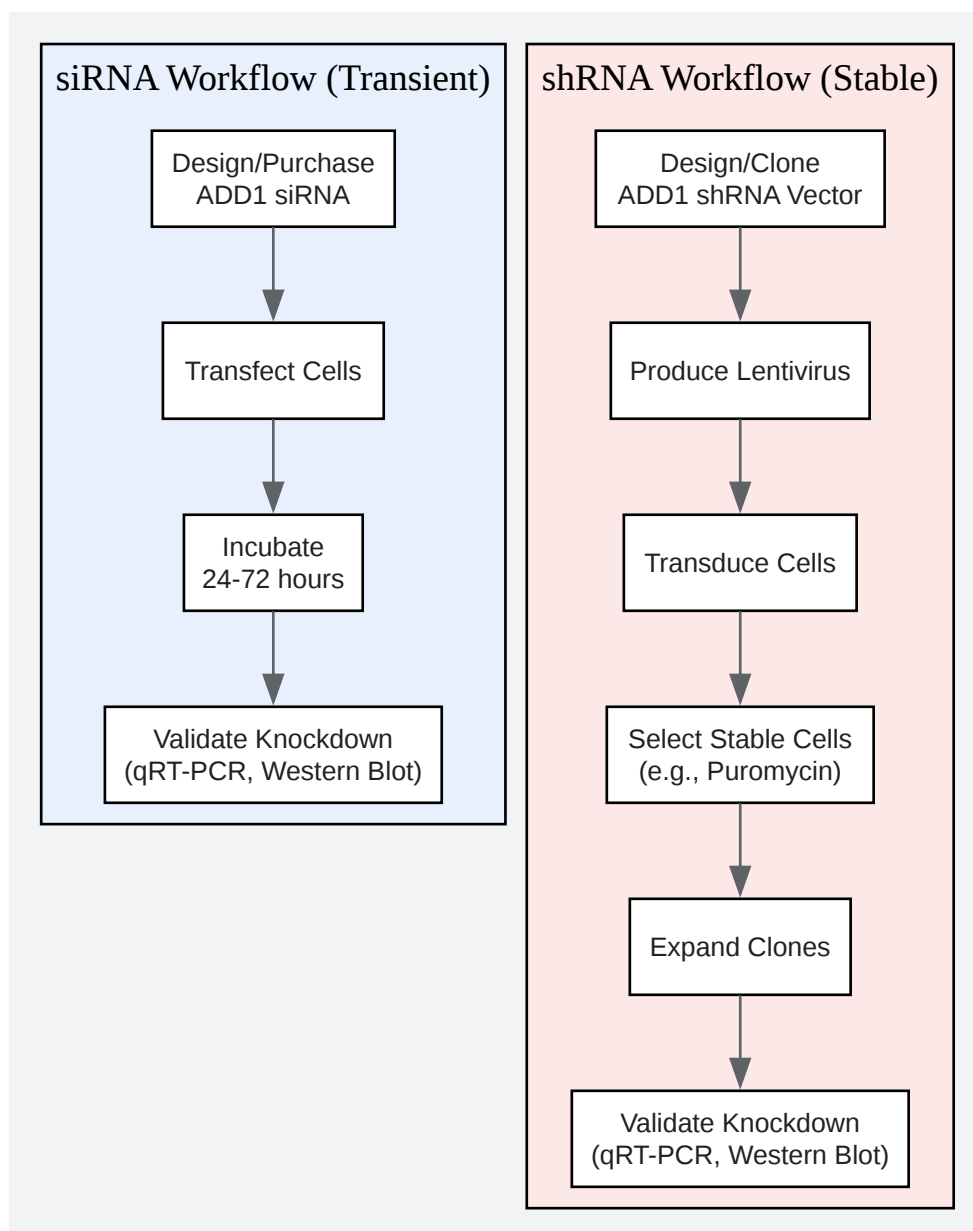 siRNA Workflow (Transient)
Design/Purchase
ADD1 siRNA
Transfect Cells
Incubate
24-72 hours
Validate Knockdown
(qRT-PCR, Western Blot)
shRNA Workflow (Stable)
Design/Clone
ADD1 shRNA Vector
Produce Lentivirus
Transduce Cells
Select Stable Cells
(e.g., Puromycin)
Expand Clones
Validate Knockdown
(qRT-PCR, Western Blot)